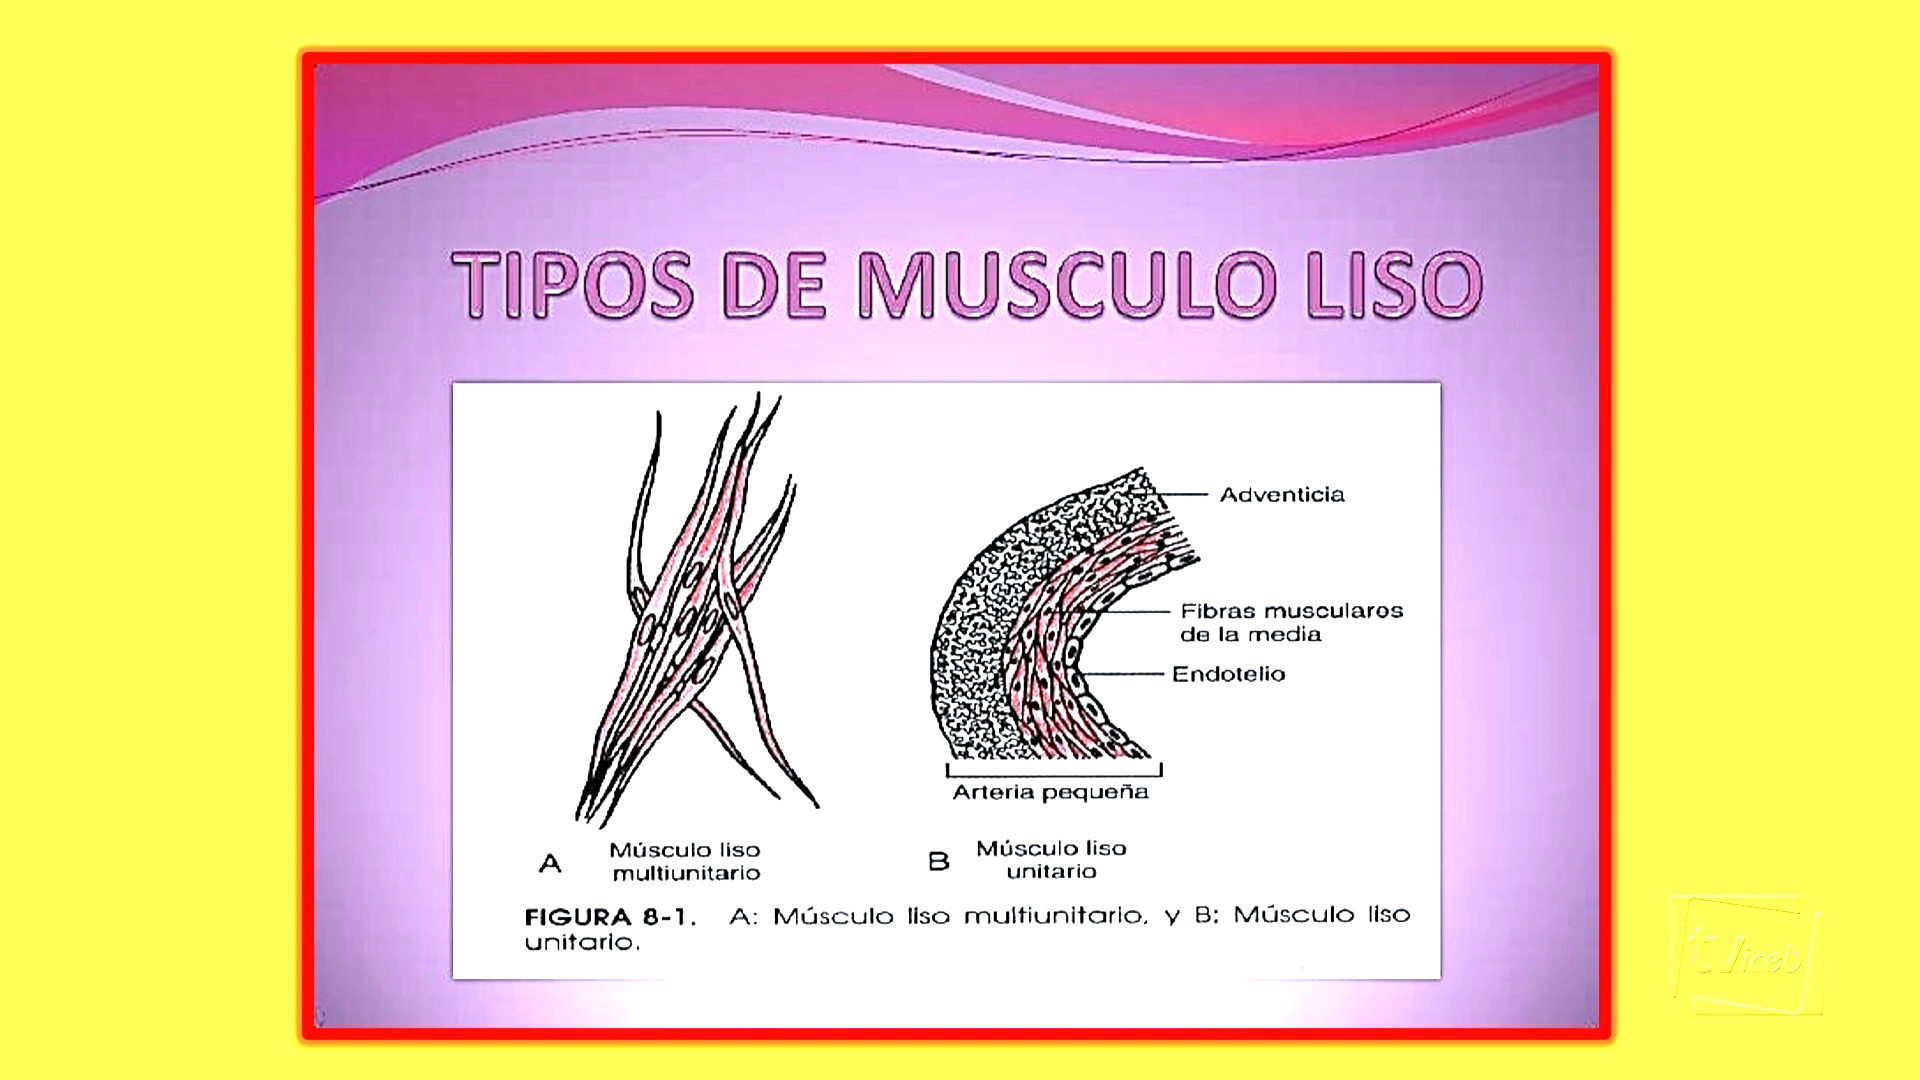 TIPOS DE MUSCULO LISO
Adventicia
Fibras muscularos
de la media
Endotelio
Arteria pequeña
A
Músculo liso
multiunitario
B
Músculo liso
unitario
FIGURA 8-1. A: Músculo liso multiunitario, y B: Músculo liso
unitario.
tViceb